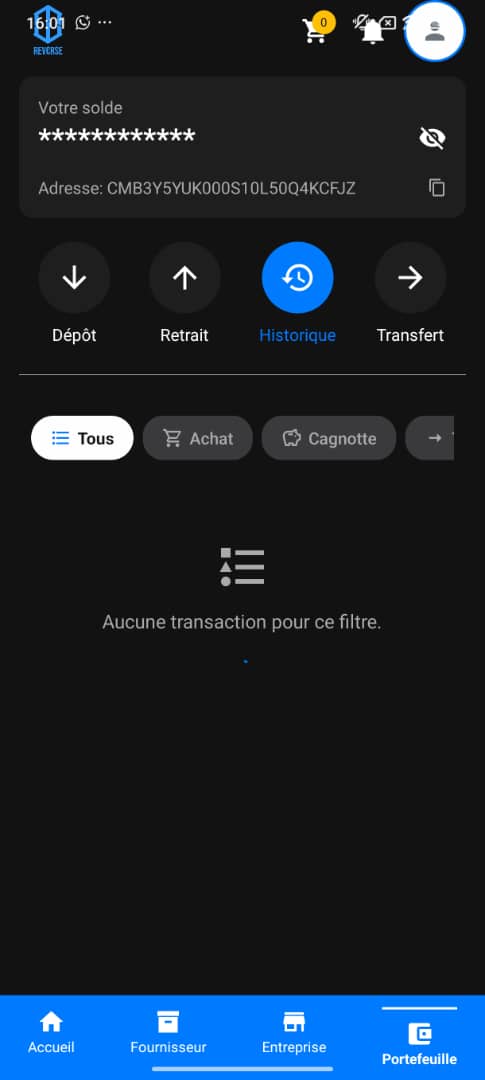 16:01
REVERSE
0
Votre solde
************
Adresse: CMB3Y5YUK000S10L50Q4KCFJZ
Dépôt
Retrait
Historique
Transfert
Tous
Achat
Cagnotte
Aucune transaction pour ce filtre.
Accueil
Fournisseur
Entreprise
Portefeuille